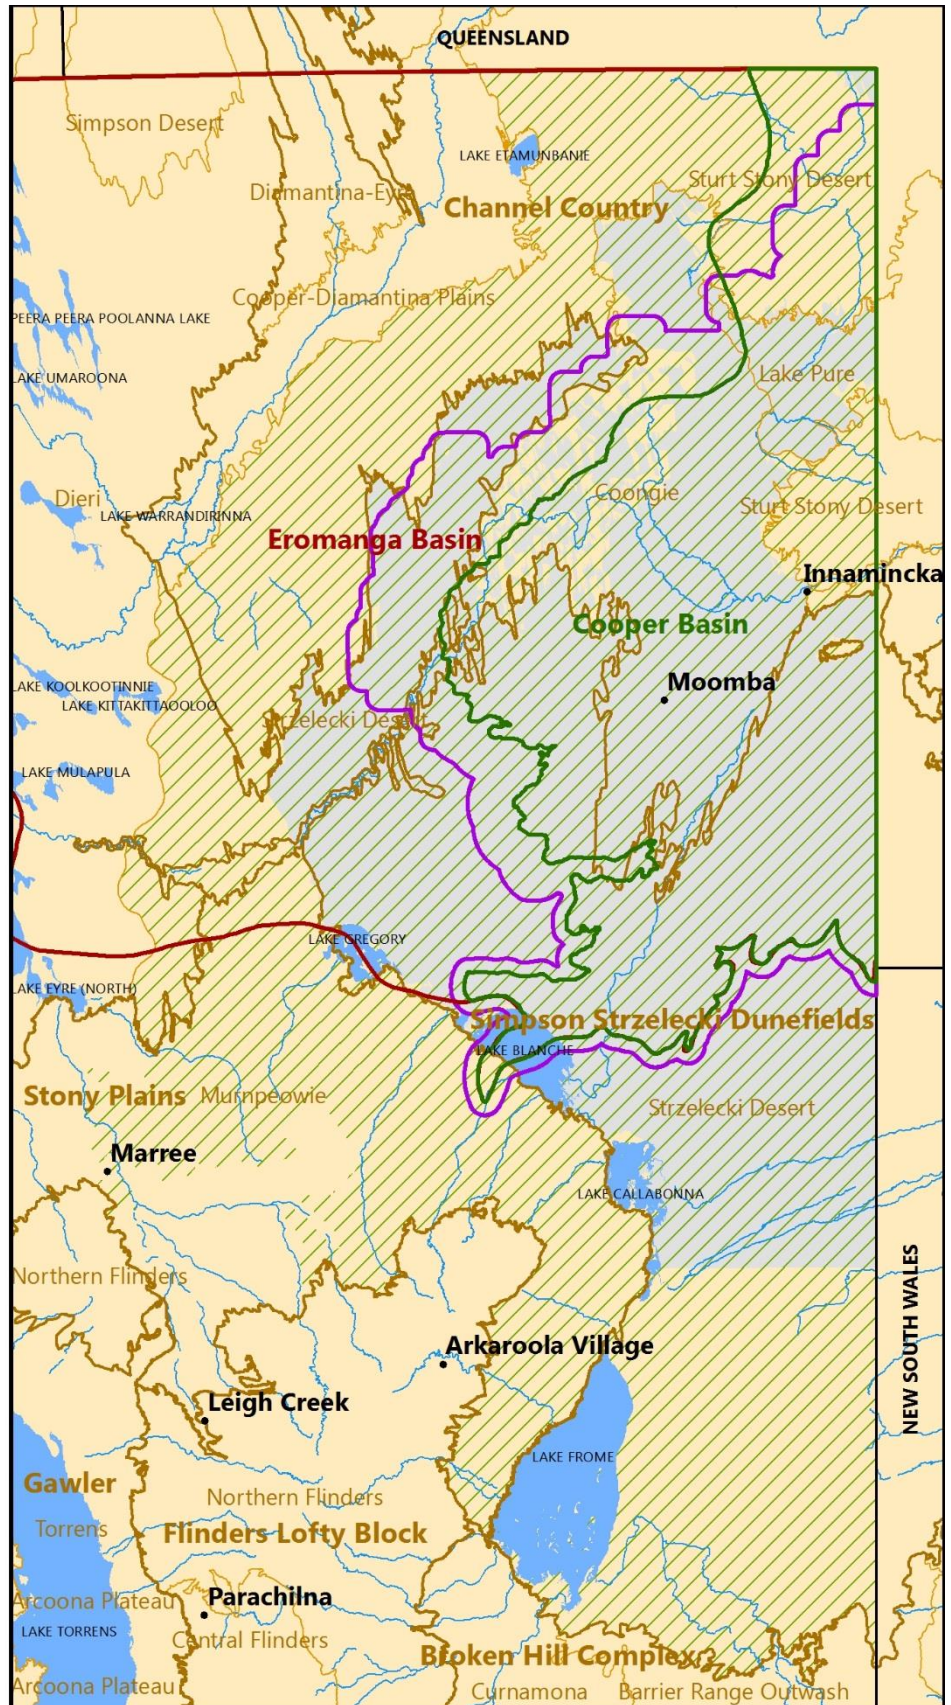 QUEENSLAND
Simpson Desert
LAKE ETAMUNBANIE
Sturt Stony Desert
Diamantina-Eyre
Channel Country
Cooper-Diamantina Plains
PEERA PEERA POOLANNA LAKE
LAKE UMAROONA
Lake Pure
Dieri
Coongie
Sturt Stony Desert
LAKE WARRANDIRINNA
Eromanga Basin
Innamincka
Cooper Basin
Moomba
LAKE KOOLKOOTINNIE
LAKE KITTAKITTAOOLOO
Strzelecki Desert
LAKE MULAPULA
LAKE GREGORY
LAKE EYRE (NORTH)
Simpson Strzelecki Dunefields
LAKE BLANCHE
Stony Plains
Murnpeowie
Strzelecki Desert
Marree
LAKE CALLABONNA
Northern Flinders
NEW SOUTH WALES
Arkaroola Village
Leigh Creek
LAKE FROME
Gawler
Northern Flinders
Torrens
Flinders Lofty Block
Arcoona Plateau
Parachilna
LAKE TORRENS
Central Flinders
Broken Hill Complex
Arcoona Plateau
Curnamona
Barrier Range Outwash